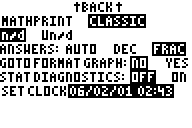 ↑BACK↑
MATHPRINT CLASSIC
n/d Un/d
ANSWERS: AUTO DEC FRAC
GOTO FORMAT GRAPH: NO YES
STAT DIAGNOSTICS: OFF ON
SET CLOCK 06/02/01 02:43